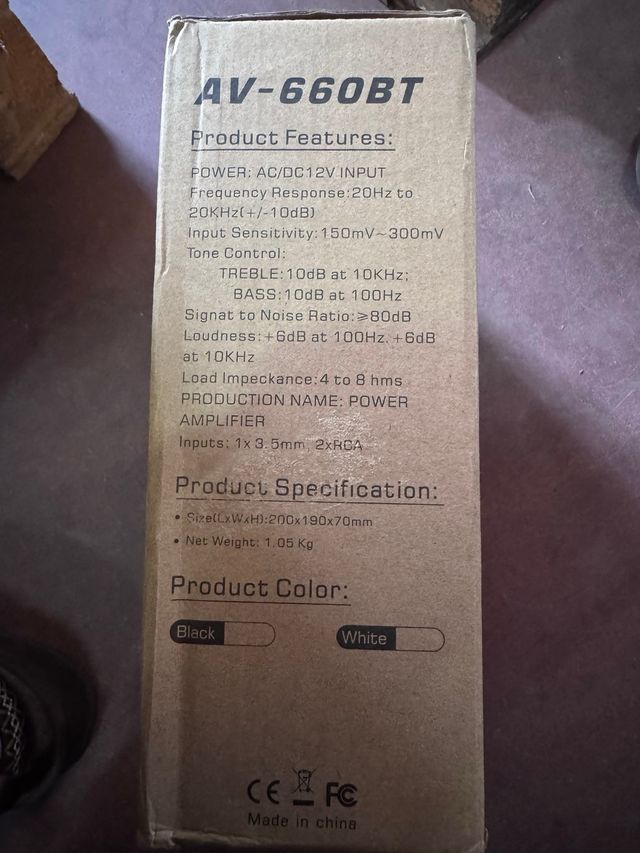 AV-660BT
Product Features:
POWER: AC/DC12V INPUT
Frequency Response:20Hz to
20KHz(+/-10dB)
Input Sensitivity:150mV~300mV
Tone Control:
TREBLE:10dB at 10KHz;
BASS:10dB at 100Hz
Signat to Noise Ratio:≥80dB
Loudness:+6dB at 100Hz.+6dB
at 10KHz
Load Impeckance:4 to 8 hms
PRODUCTION NAME: POWER
AMPLIFIER
Inputs: 1x 3.5mm, 2xRCA
Product Specification:
• Size(LxWxH):200x190x70mm
• Net Weight: 1.05 Kg
Product Color:
Black White
CE FC
Made in china